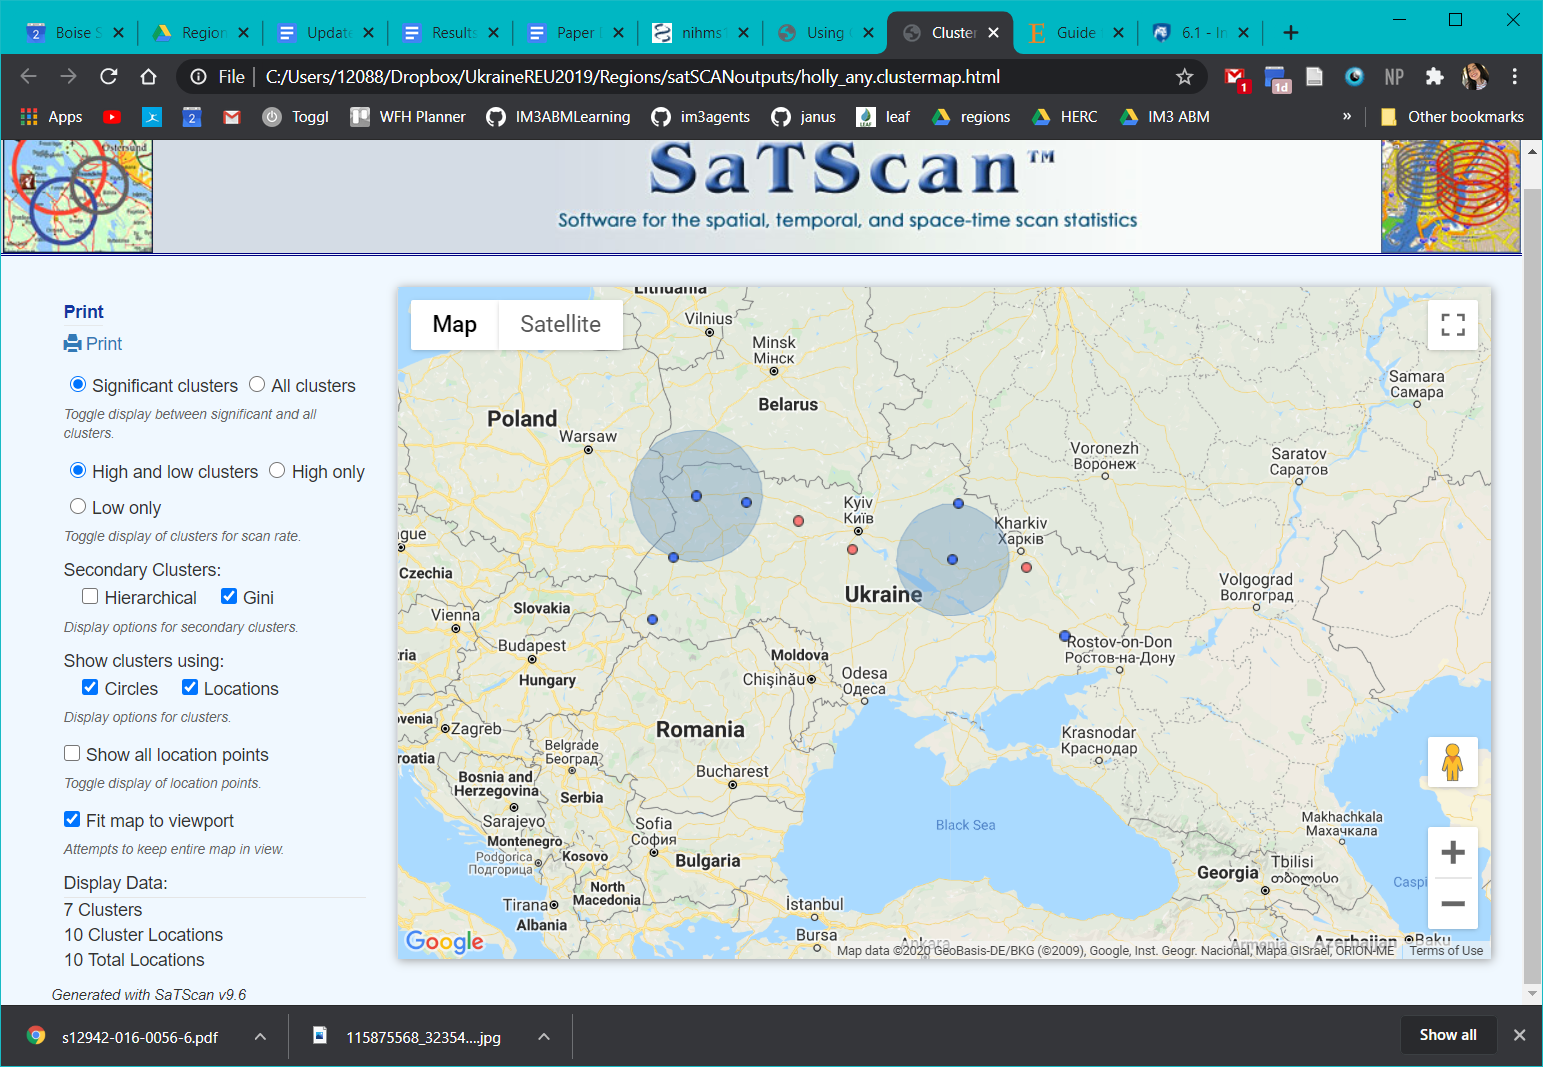 Boise S
Region
Update
Results
Paper
nihms
Using
Cluster
Guide
6.1 - In
File
C:/Users/12088/Dropbox/UkraineREU2019/Regions/satSCANoutputs/holly_any.clustermap.html
1
1d
NP
Apps
2
Toggl
WFH Planner
IM3ABMLearning
im3agents
janus
leaf
regions
HERC
IM3 ABM
»
Other bookmarks
Östersund
SaTScan™
Software for the spatial, temporal, and space-time scan statistics
Print
Print
Significant clusters All clusters
Toggle display between significant and all
clusters.
High and low clusters High only
Low only
Toggle display of clusters for scan rate.
Secondary Clusters:
Hierarchical Gini
Display options for secondary clusters.
Show clusters using:
Circles Locations
Display options for clusters.
Show all location points
Toggle display of location points.
Fit map to viewport
Attempts to keep entire map in view.
Display Data:
7 Clusters
10 Cluster Locations
10 Total Locations
Generated with SaTScan v9.6
Map Satellite
Lithuania
Vilnius
Minsk
Мінск
Belarus
Poland
Warsaw
Samara
Самара
Voronezh
Воронеж
Saratov
Саратов
Kyiv
Київ
Kharkiv
Харків
gue
Czechia
Ukraine
Volgograd
Волгоград
Slovakia
Vienna
Budapest
Hungary
ria
Moldova
Chișinău
Odesa
Одеса
Rostov-on-Don
Ростов-на-Дону
venia
Zagreb
Romania
Krasnodar
Краснодар
Belgrade
Београд
roatia
Bosnia and
Herzegovina
Serbia
Bucharest
Sarajevo
Sofia
София
Black Sea
Makhachkala
Махачкала
Montenegro
Podgorica
Подгорица
Kosovo
Bulgaria
Georgia
Tbilisi
თბილისი
North
Macedonia
Caspi
Tirana
Albania
İstanbul
Bursa
Ankara
Armenia
Azerbaijan
Baku
Google
Map data ©2020 GeoBasis-DE/BKG (©2009), Google, Inst. Geogr. Nacional, Mapa GISrael, ORION-ME
Terms of Use
s12942-016-0056-6.pdf
115875568_32354....jpg
Show all